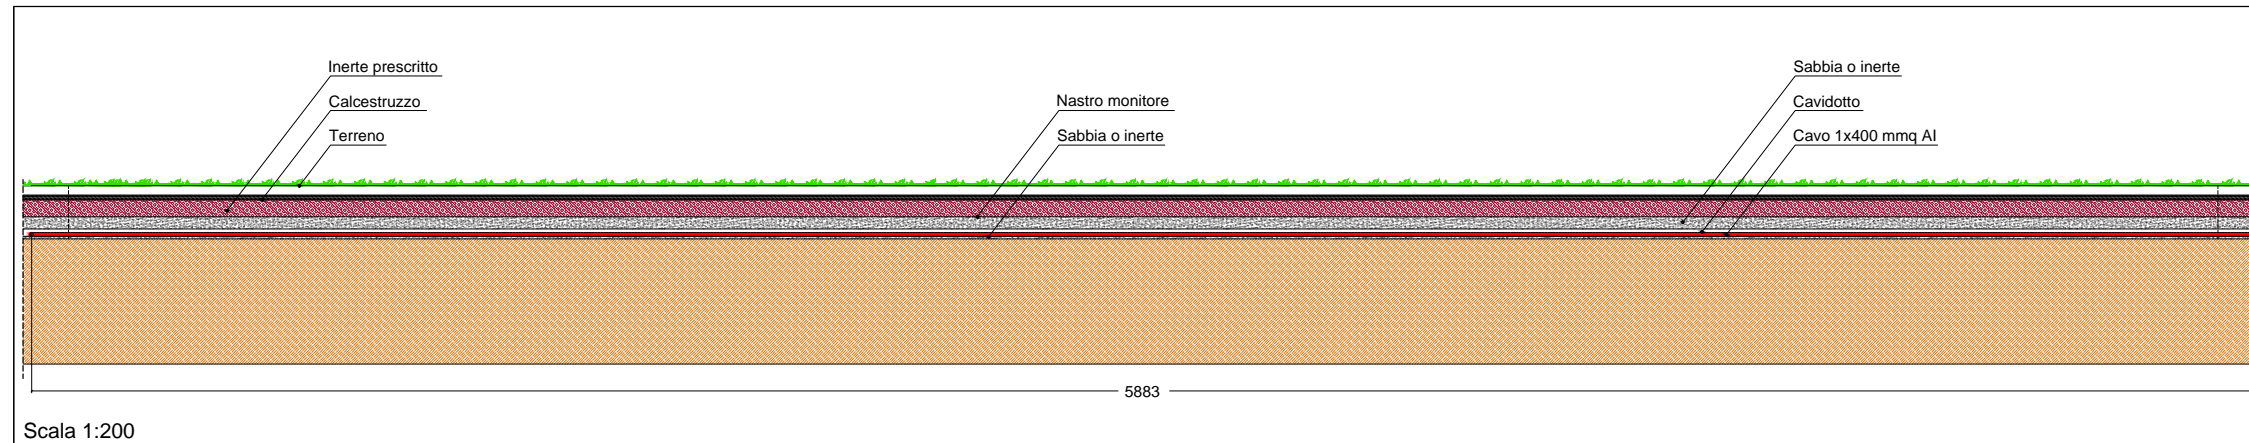 Inerte prescritto
Calcestruzzo
Terreno
Nastro monitore
Sabbia o inerte
Sabbia o inerte
Cavidotto
Cavo 1x400 mmq Al
5883
Scala 1:200